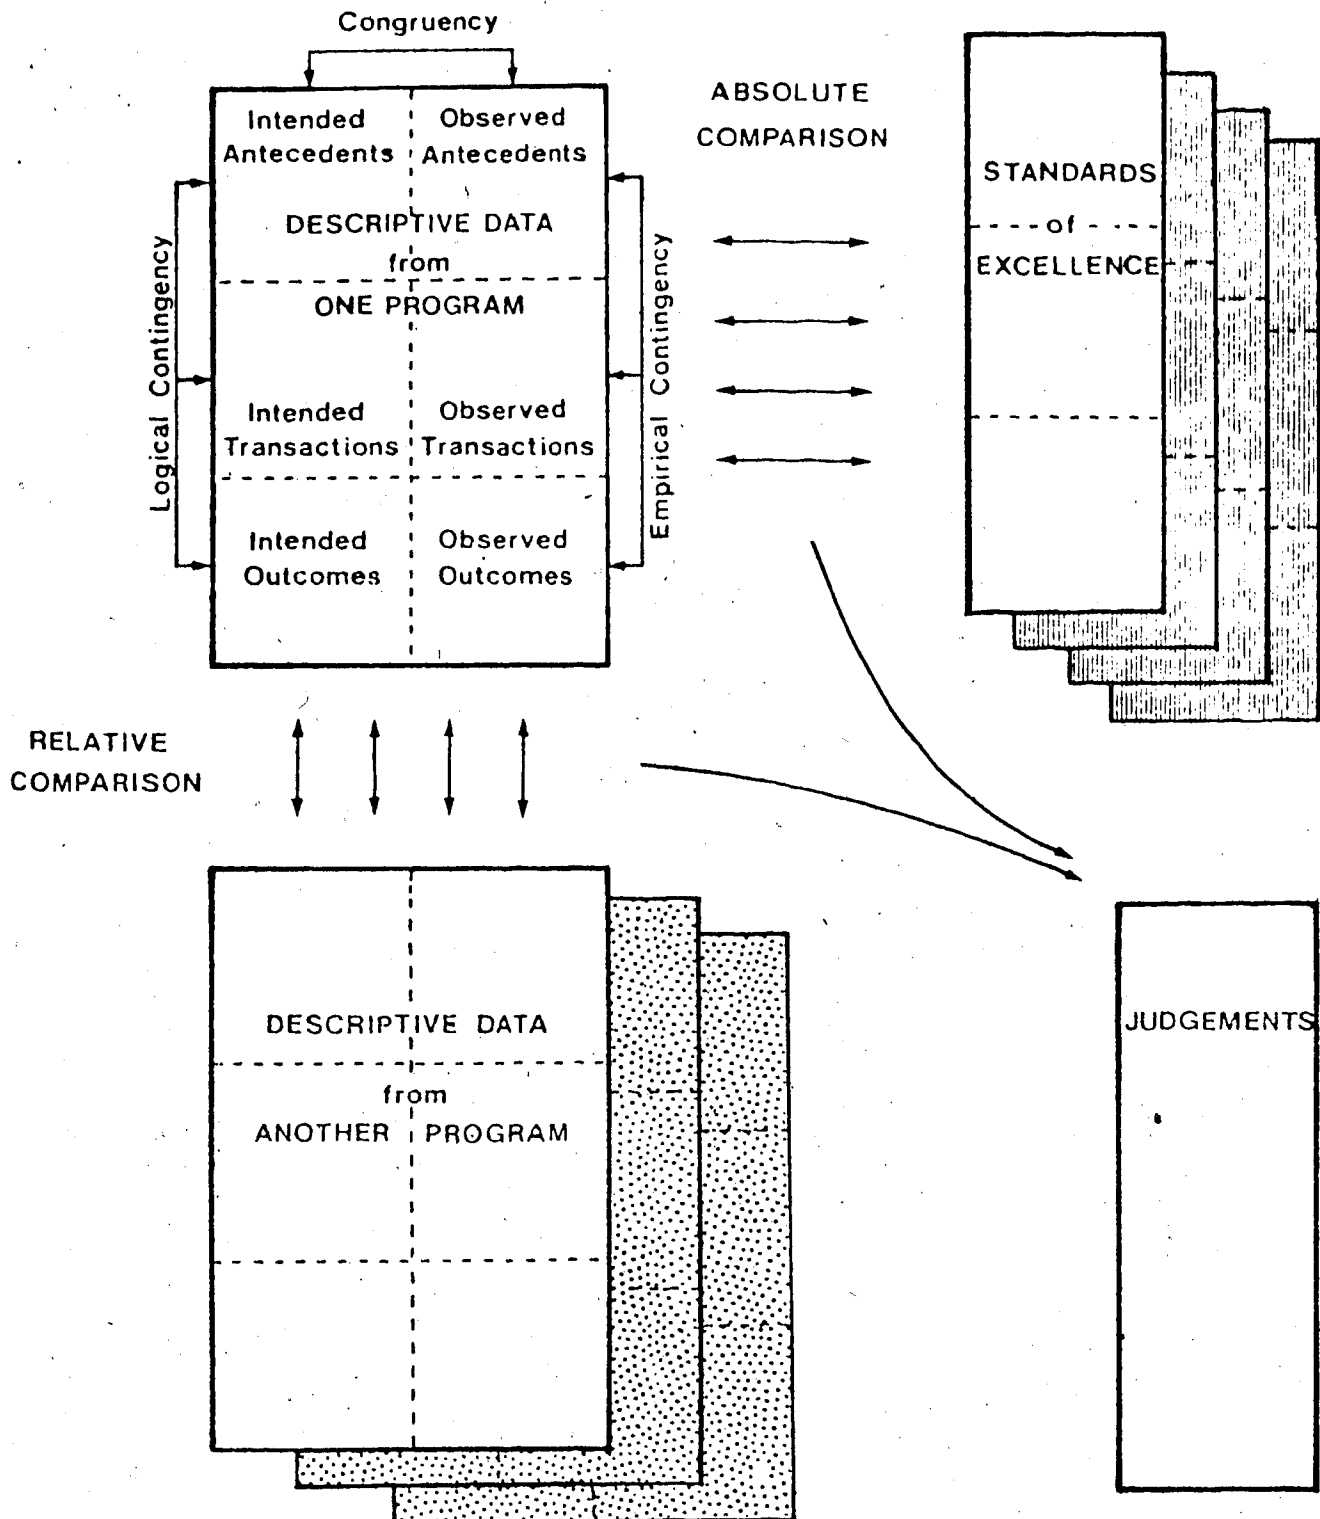 Congruency
Intended
Antecedents
Observed
Antecedents
DESCRIPTIVE DATA
from
ONE PROGRAM
Intended
Transactions
Observed
Transactions
Intended
Outcomes
Observed
Outcomes
Logical Contingency
Empirical Contingency
ABSOLUTE
COMPARISON
STANDARDS
of
EXCELLENCE
RELATIVE
COMPARISON
DESCRIPTIVE DATA
from
ANOTHER PROGRAM
JUDGEMENTS